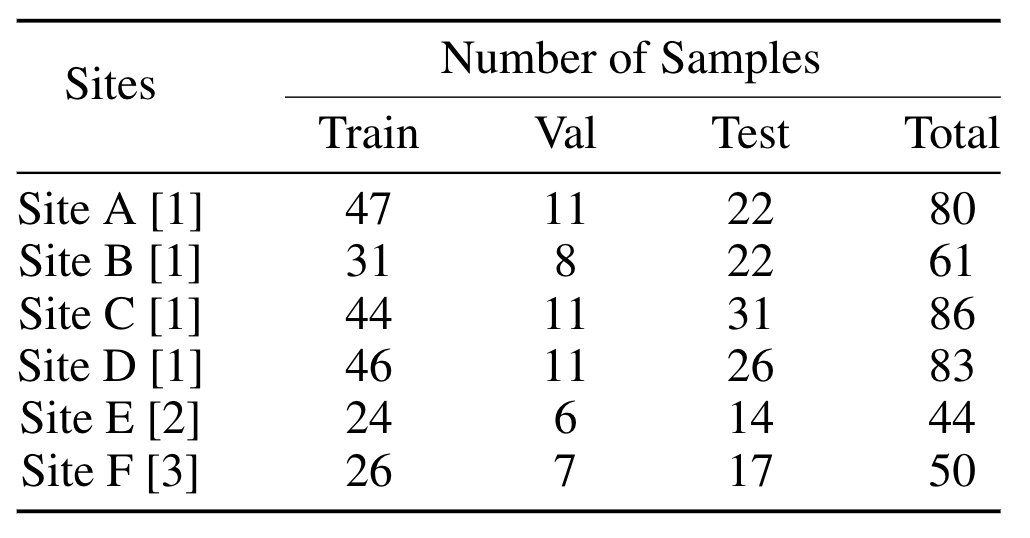 Sites Number of Samples
Train Val Test Total
Site A [1] 47 11 22 80
Site B [1] 31 8 22 61
Site C [1] 44 11 31 86
Site D [1] 46 11 26 83
Site E [2] 24 6 14 44
Site F [3] 26 7 17 50